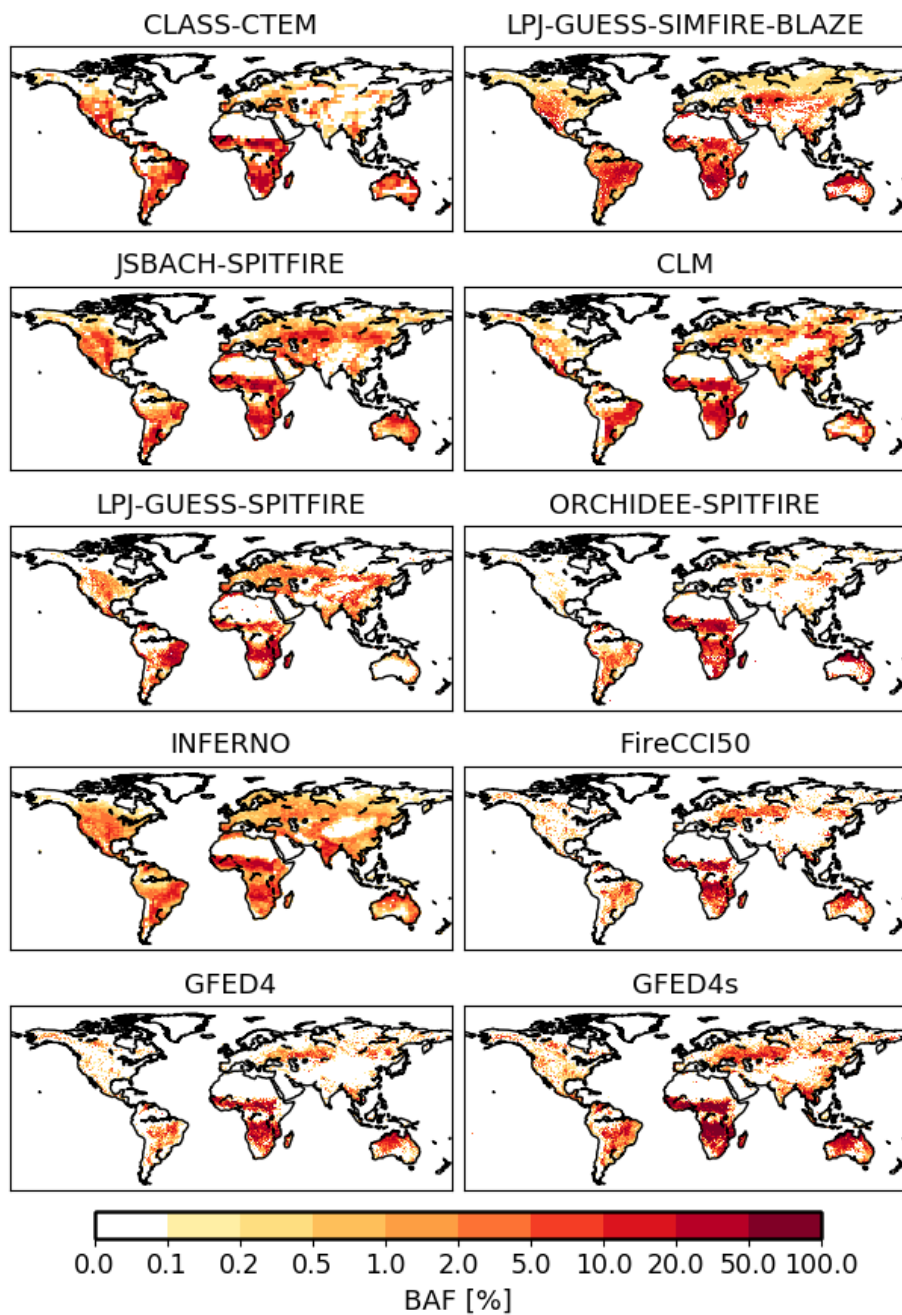 CLASS-CTEM
LPJ-GUESS-SIMFIRE-BLAZE
JSBACH-SPITFIRE
CLM
LPJ-GUESS-SPITFIRE
ORCHIDEE-SPITFIRE
INFERNO
FireCCI50
GFED4
GFED4s
0.0 0.1 0.2 0.5 1.0 2.0 5.0 10.0 20.0 50.0 100.0
BAF [%]